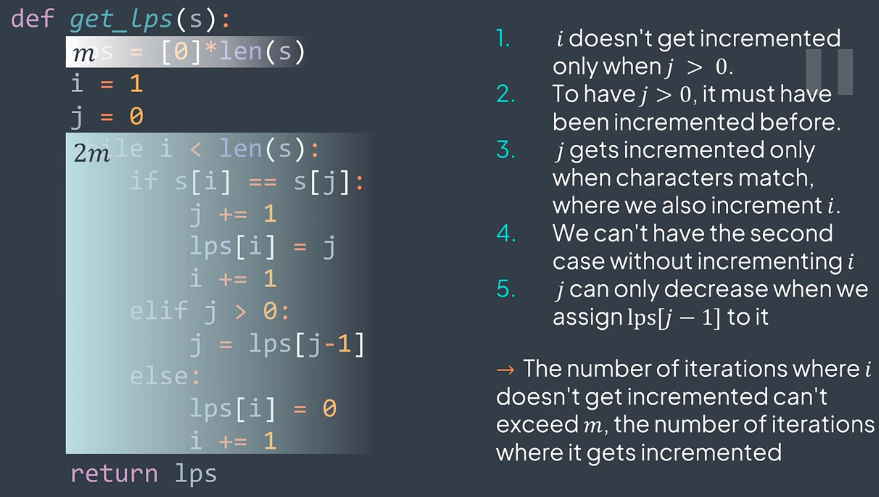 def get_lps(s):
m s = [0]*len(s)
i = 1
j = 0
2m ile i < len(s):
if s[i] == s[j]:
j += 1
lps[i] = j
i += 1
elif j > 0:
j = lps[j-1]
else:
lps[i] = 0
i += 1
return lps
1. i doesn't get incremented
only when j > 0.
2. To have j > 0, it must have
been incremented before.
3. j gets incremented only
when characters match,
where we also increment i.
4. We can't have the second
case without incrementing i
5. j can only decrease when we
assign lps[j − 1] to it
→ The number of iterations where i
doesn't get incremented can't
exceed m, the number of iterations
where it gets incremented